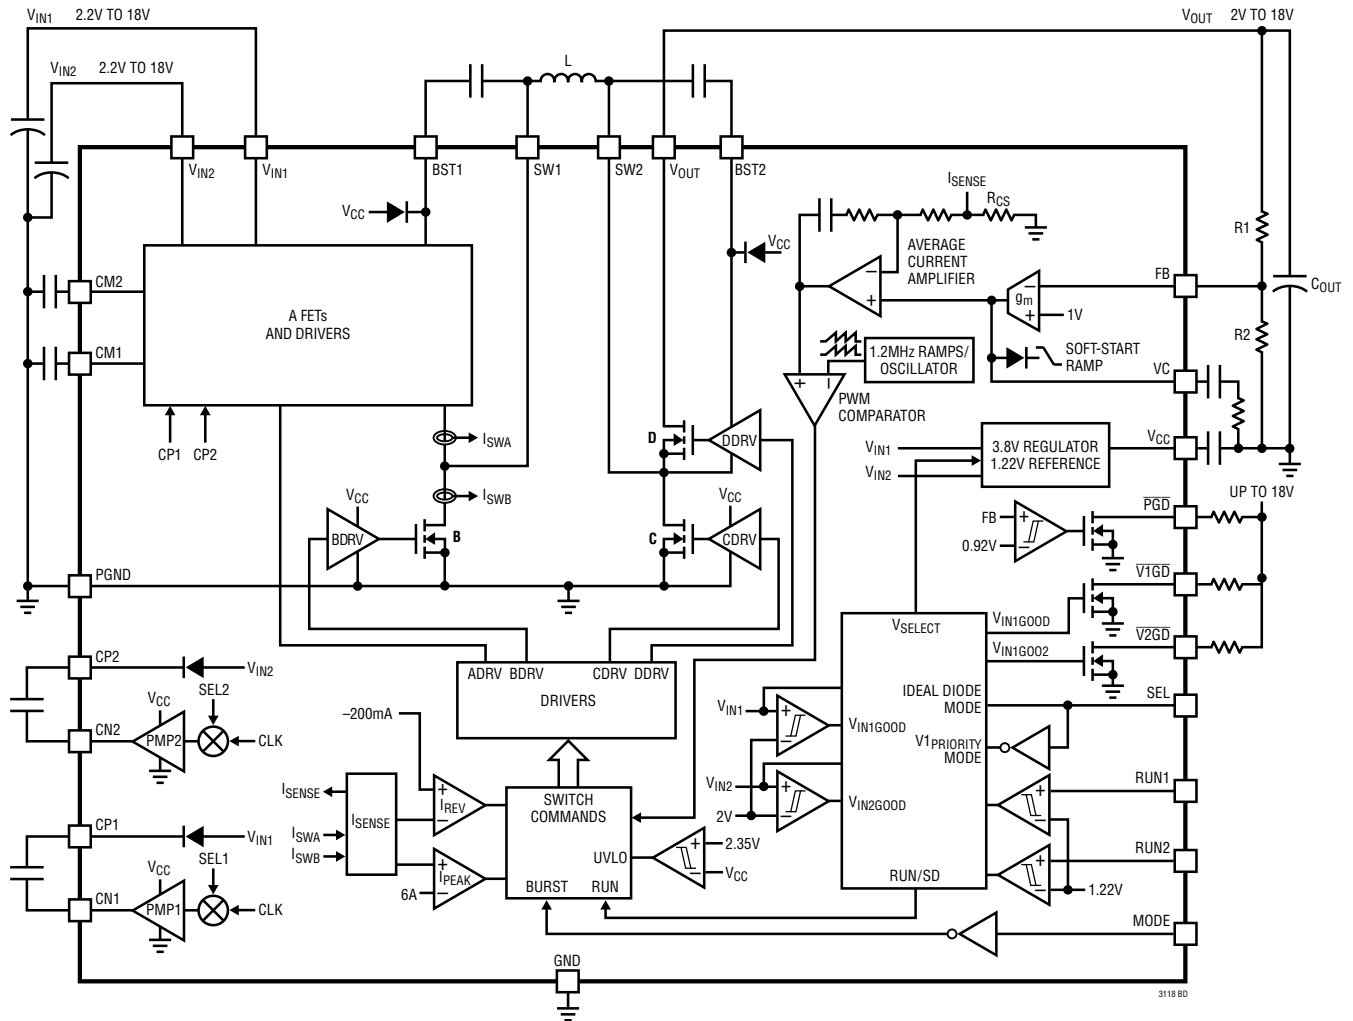 VIN1 2.2V TO 18V
VOUT 2V TO 18V
VIN2 2.2V TO 18V
L
VIN2
VIN1
BST1
SW1
SW2
VOUT
BST2
VCC
ISENSE
RCS
VCC
AVERAGE
CURRENT
AMPLIFIER
–
+
–
gm
+
1V
FB
R1
COUT
R2
CM2
CM1
A FETs
AND DRIVERS
1.2MHz RAMPS/
OSCILLATOR
SOFT-START
RAMP
VC
+
–
PWM
COMPARATOR
CP1
CP2
ISWA
ISWB
D
DDRV
VIN1
VIN2
3.8V REGULATOR
1.22V REFERENCE
VCC
VCC
BDRV
B
C
VCC
CDRV
FB
0.92V
+
–
PGD
UP TO 18V
V1GD
V2GD
PGND
VSELECT
VIN1GOOD
VIN1GOO2
IDEAL DIODE
MODE
SEL
V1PRIORITY
MODE
CP2
VIN2
SEL2
VCC
CN2
PMP2
CLK
ADRV BDRV
CDRV DDRV
DRIVERS
–200mA
VIN1
+
–
VIN1GOOD
VIN2
2V
+
–
VIN2GOOD
RUN1
+
–
RUN2
+
–
1.22V
RUN/SD
ISENSE
ISWA
ISWB
ISENSE
+
IREV
–
+
IPEAK
–
6A
SWITCH
COMMANDS
UVLO
BURST
RUN
+
–
2.35V
VCC
CP1
VIN1
SEL1
VCC
CN1
PMP1
CLK
MODE
GND
3118 BD